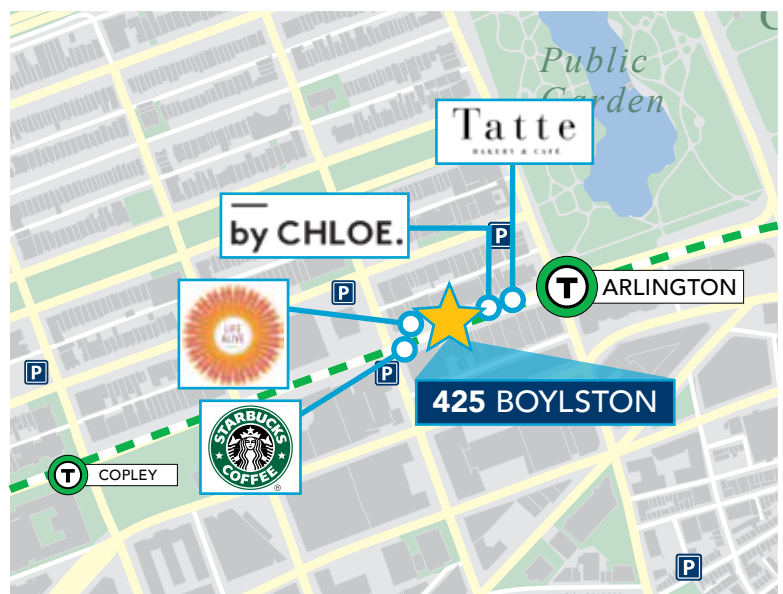 Public
Garden
Tatte
BAKERY & CAFÉ
by CHLOE.
P
T ARLINGTON
P
LIFE
ALIVE
P
P
425 BOYLSTON
STARBUCKS
COFFEE
®
T COPLEY
P